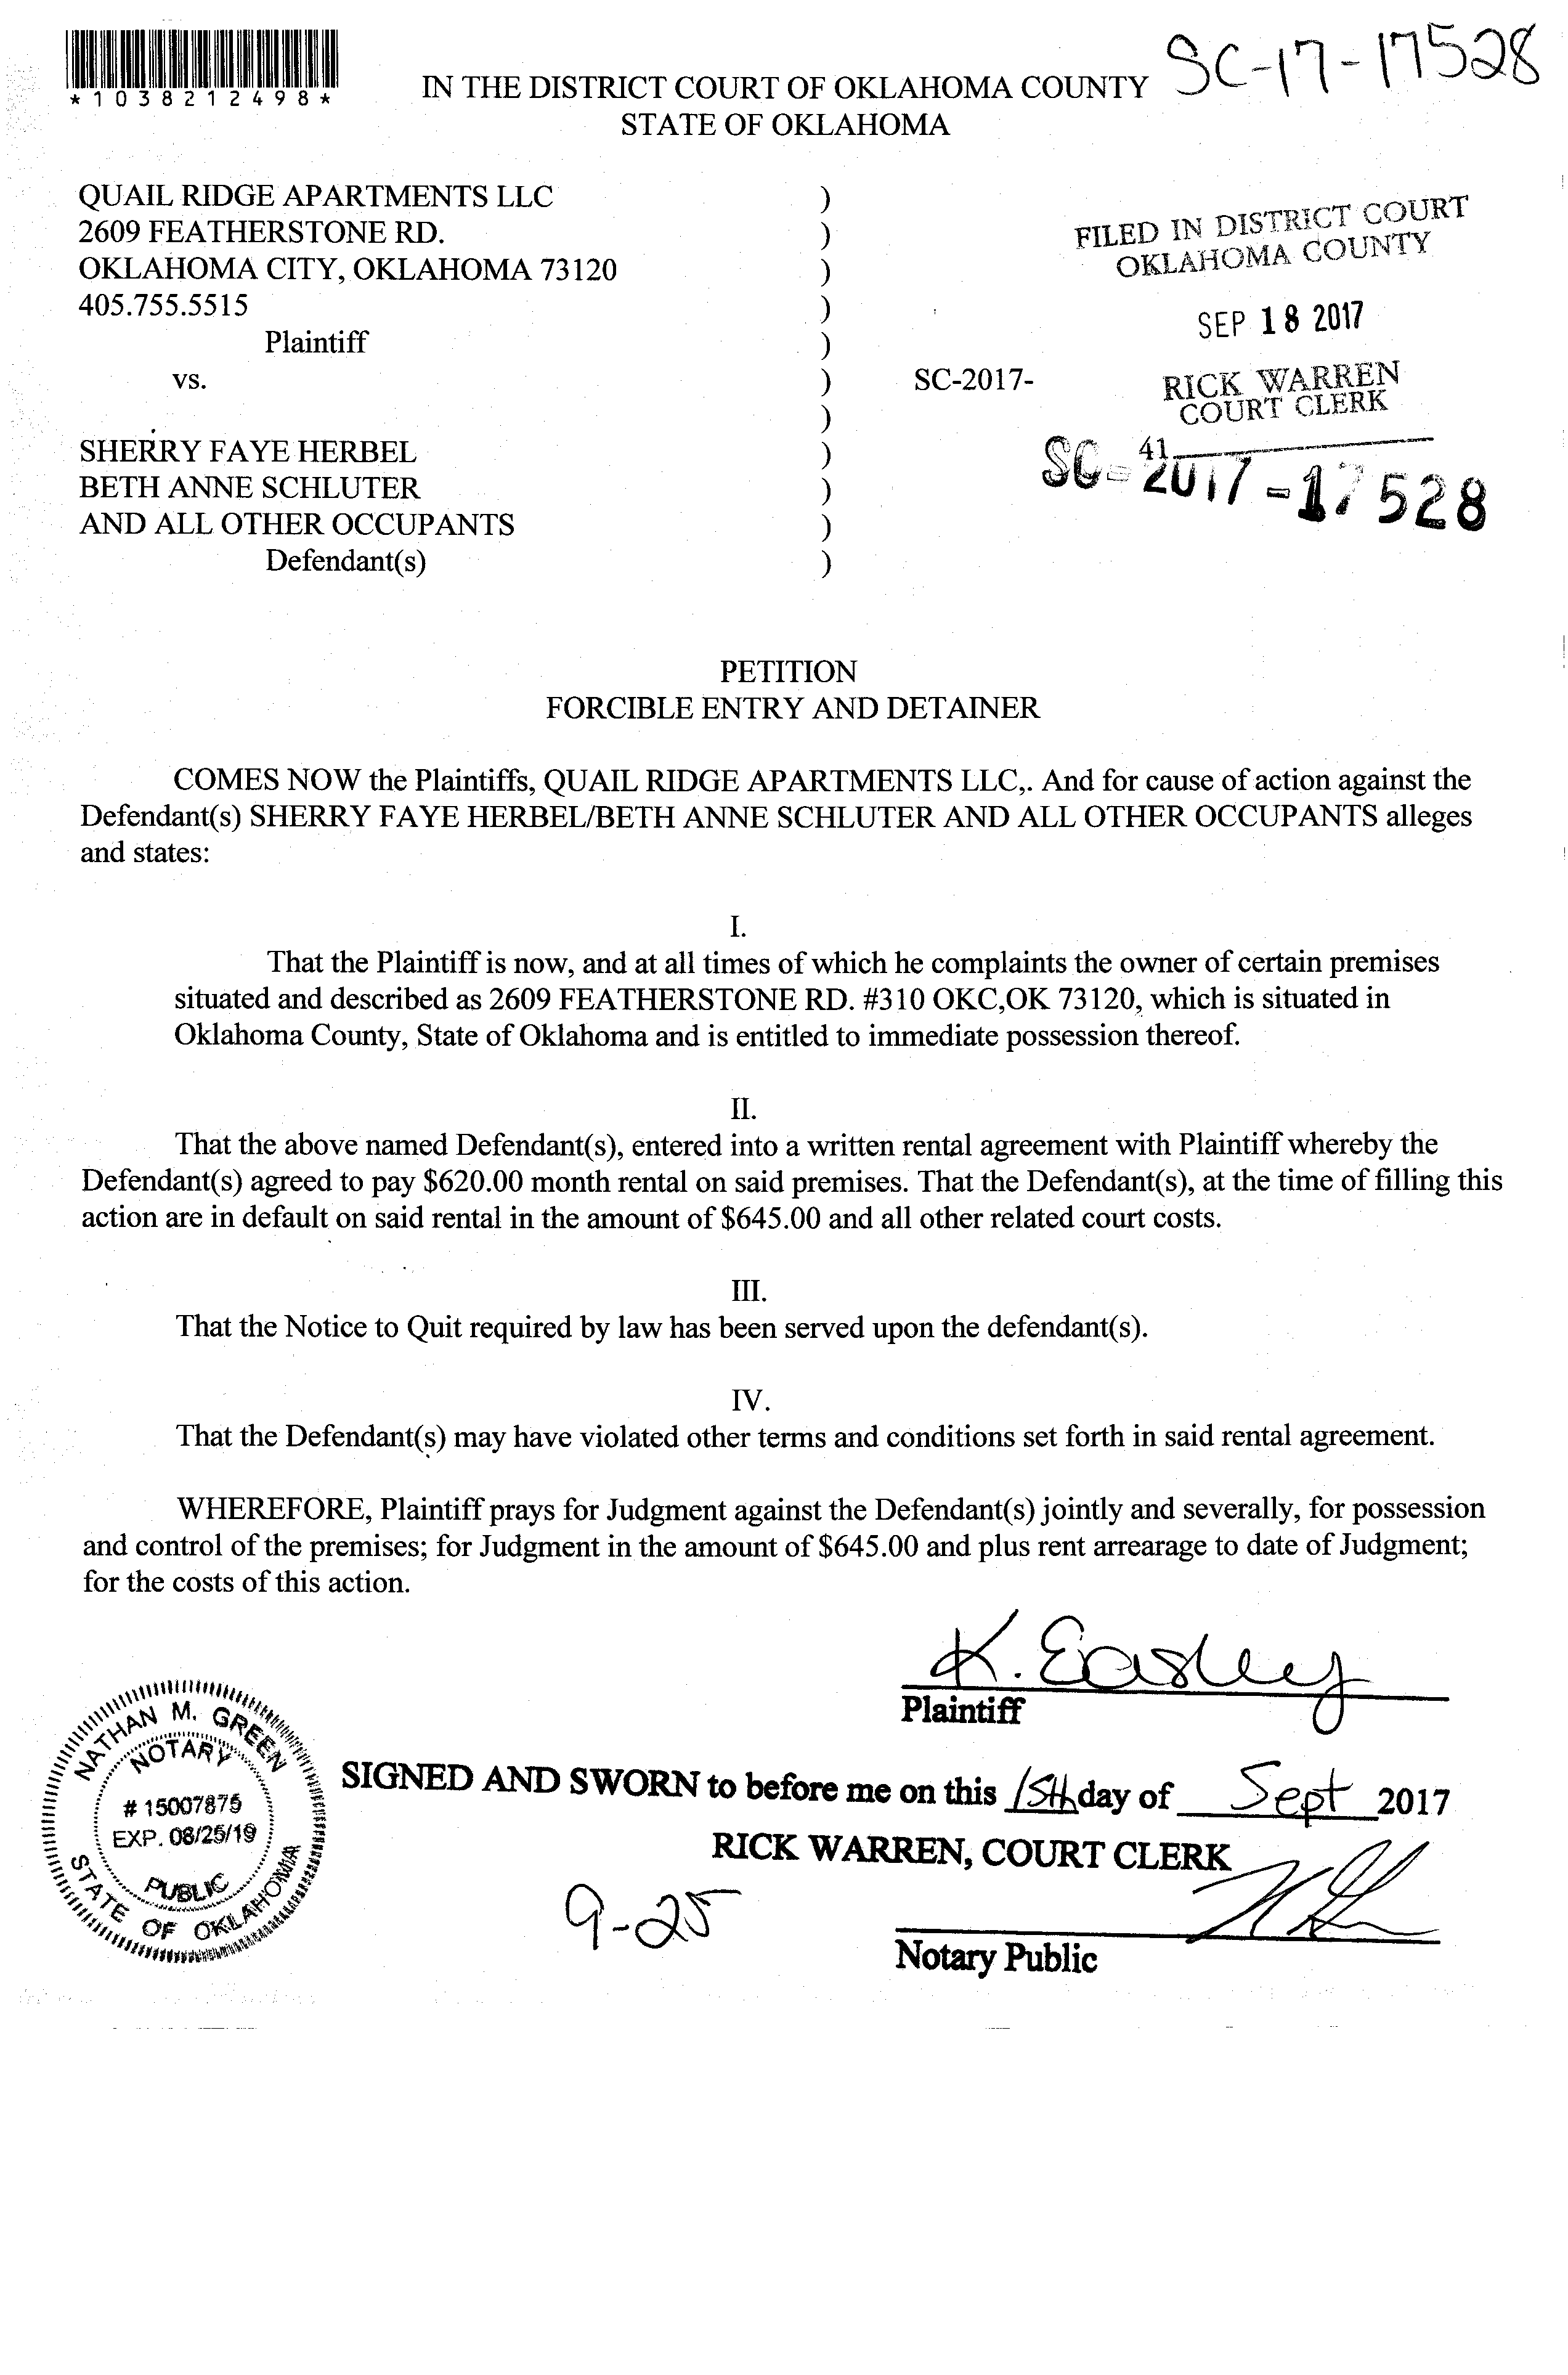 *1038212498*
SC-17-17528
IN THE DISTRICT COURT OF OKLAHOMA COUNTY
STATE OF OKLAHOMA
QUAIL RIDGE APARTMENTS LLC )
2609 FEATHERSTONE RD. )
OKLAHOMA CITY, OKLAHOMA 73120 )
405.755.5515 )
Plaintiff )
vs. ) SC-2017-
)
SHERRY FAYE HERBEL )
BETH ANNE SCHLUTER )
AND ALL OTHER OCCUPANTS )
Defendant(s) )
FILED IN DISTRICT COURT
OKLAHOMA COUNTY
SEP 18 2017
RICK WARREN
COURT CLERK
41
SC-2017-17528
PETITION
FORCIBLE ENTRY AND DETAINER
COMES NOW the Plaintiffs, QUAIL RIDGE APARTMENTS LLC,. And for cause of action against the
Defendant(s) SHERRY FAYE HERBEL/BETH ANNE SCHLUTER AND ALL OTHER OCCUPANTS alleges
and states:
I.
That the Plaintiff is now, and at all times of which he complaints the owner of certain premises
situated and described as 2609 FEATHERSTONE RD. #310 OKC,OK 73120, which is situated in
Oklahoma County, State of Oklahoma and is entitled to immediate possession thereof.
II.
That the above named Defendant(s), entered into a written rental agreement with Plaintiff whereby the
Defendant(s) agreed to pay $620.00 month rental on said premises. That the Defendant(s), at the time of filling this
action are in default on said rental in the amount of $645.00 and all other related court costs.
III.
That the Notice to Quit required by law has been served upon the defendant(s).
IV.
That the Defendant(s) may have violated other terms and conditions set forth in said rental agreement.
WHEREFORE, Plaintiff prays for Judgment against the Defendant(s) jointly and severally, for possession
and control of the premises; for Judgment in the amount of $645.00 and plus rent arrearage to date of Judgment;
for the costs of this action.
K. Easley
Plaintiff
NATHAN M. GREEN
NOTARY
# 15007875
EXP. 08/25/19
PUBLIC
STATE OF OKLAHOMA
SIGNED AND SWORN to before me on this 15th day of Sept 2017
RICK WARREN, COURT CLERK
9-25
Notary Public